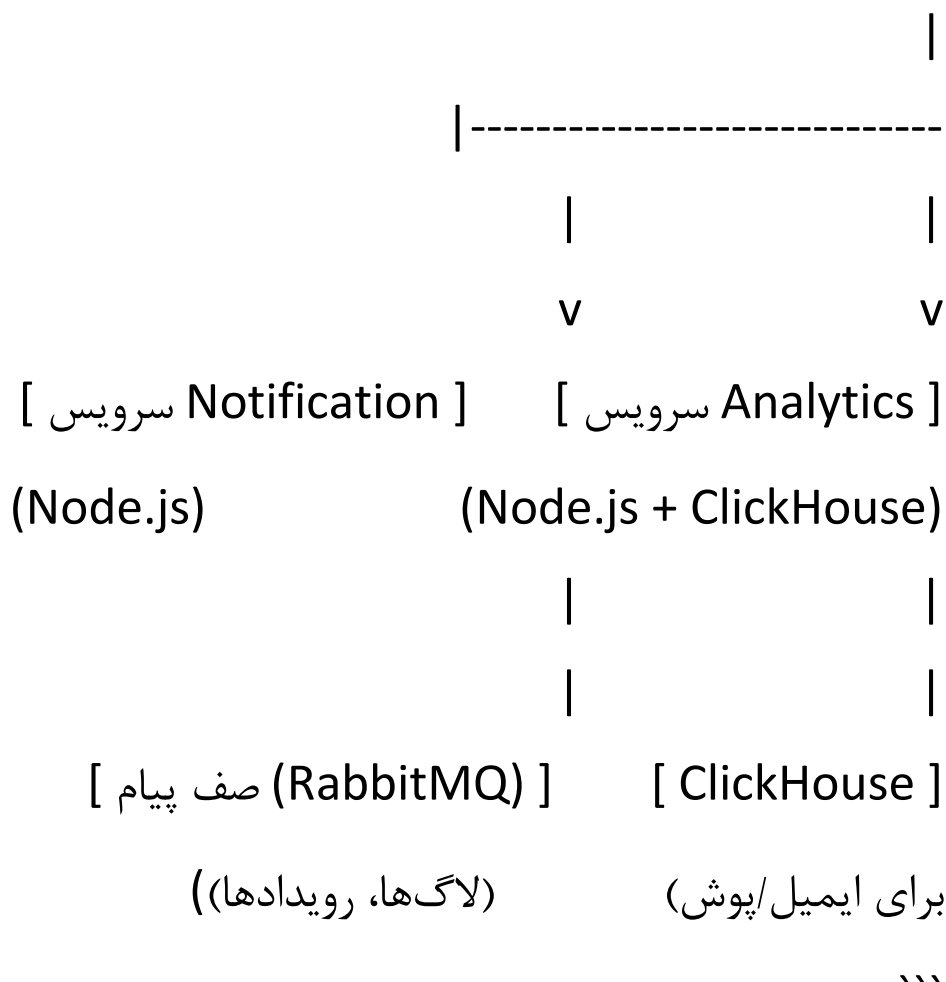 |
|-----------------------------
| |
v v
[ سرویس Notification ] [ سرویس Analytics ]
(Node.js) (Node.js + ClickHouse)
| |
| |
[ صف پیام (RabbitMQ) ] [ ClickHouse ]
(برای ایمیل/پوش) (لاگ‌ها، رویدادها)
```